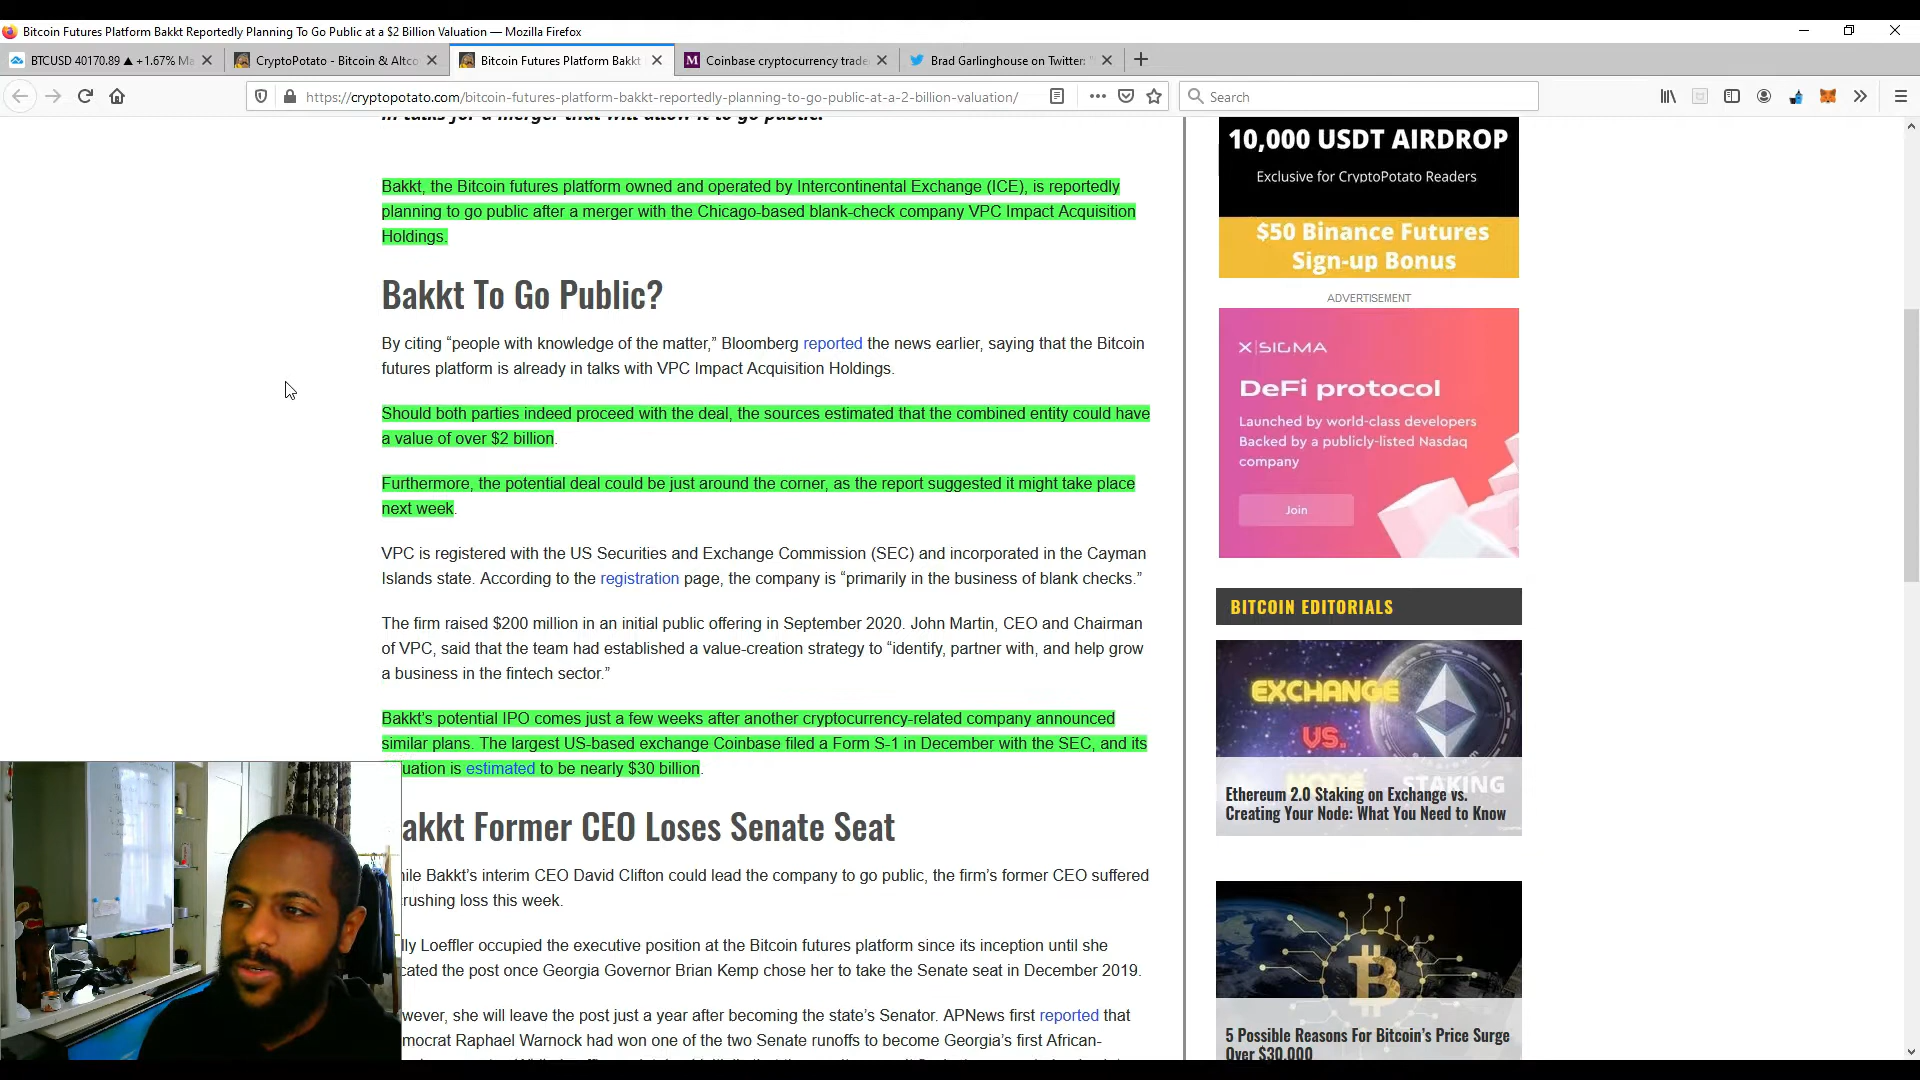 Bitcoin Futures Platform Bakkt Reportedly Planning To Go Public at a $2 Billion Valuation — Mozilla Firefox
BTCUSD 40170.89 ▲ +1.67%
CryptoPotato - Bitcoin & Altco
Bitcoin Futures Platform Bakkt
Coinbase cryptocurrency trade
Brad Garlinghouse on Twitter: "
https://cryptopotato.com/bitcoin-futures-platform-bakkt-reportedly-planning-to-go-public-at-a-2-billion-valuation/
Search
in talks for a merger that will allow it to go public.
Bakkt, the Bitcoin futures platform owned and operated by Intercontinental Exchange (ICE), is reportedly
planning to go public after a merger with the Chicago-based blank-check company VPC Impact Acquisition
Holdings.
Bakkt To Go Public?
By citing “people with knowledge of the matter,” Bloomberg reported the news earlier, saying that the Bitcoin
futures platform is already in talks with VPC Impact Acquisition Holdings.
Should both parties indeed proceed with the deal, the sources estimated that the combined entity could have
a value of over $2 billion.
Furthermore, the potential deal could be just around the corner, as the report suggested it might take place
next week.
VPC is registered with the US Securities and Exchange Commission (SEC) and incorporated in the Cayman
Islands state. According to the registration page, the company is “primarily in the business of blank checks.”
The firm raised $200 million in an initial public offering in September 2020. John Martin, CEO and Chairman
of VPC, said that the team had established a value-creation strategy to “identify, partner with, and help grow
a business in the fintech sector.”
Bakkt’s potential IPO comes just a few weeks after another cryptocurrency-related company announced
similar plans. The largest US-based exchange Coinbase filed a Form S-1 in December with the SEC, and its
uation is estimated to be nearly $30 billion.
akkt Former CEO Loses Senate Seat
ile Bakkt’s interim CEO David Clifton could lead the company to go public, the firm’s former CEO suffered
rushing loss this week.
lly Loeffler occupied the executive position at the Bitcoin futures platform since its inception until she
cated the post once Georgia Governor Brian Kemp chose her to take the Senate seat in December 2019.
wever, she will leave the post just a year after becoming the state’s Senator. APNews first reported that
mocrat Raphael Warnock had won one of the two Senate runoffs to become Georgia’s first African-
10,000 USDT AIRDROP
Exclusive for CryptoPotato Readers
$50 Binance Futures
Sign-up Bonus
ADVERTISEMENT
X|SIGMA
DeFi protocol
Launched by world-class developers
Backed by a publicly-listed Nasdaq
company
Join
BITCOIN EDITORIALS
EXCHANGE
VS.
NODE STAKING
Ethereum 2.0 Staking on Exchange vs.
Creating Your Node: What You Need to Know
5 Possible Reasons For Bitcoin’s Price Surge
Over $30,000